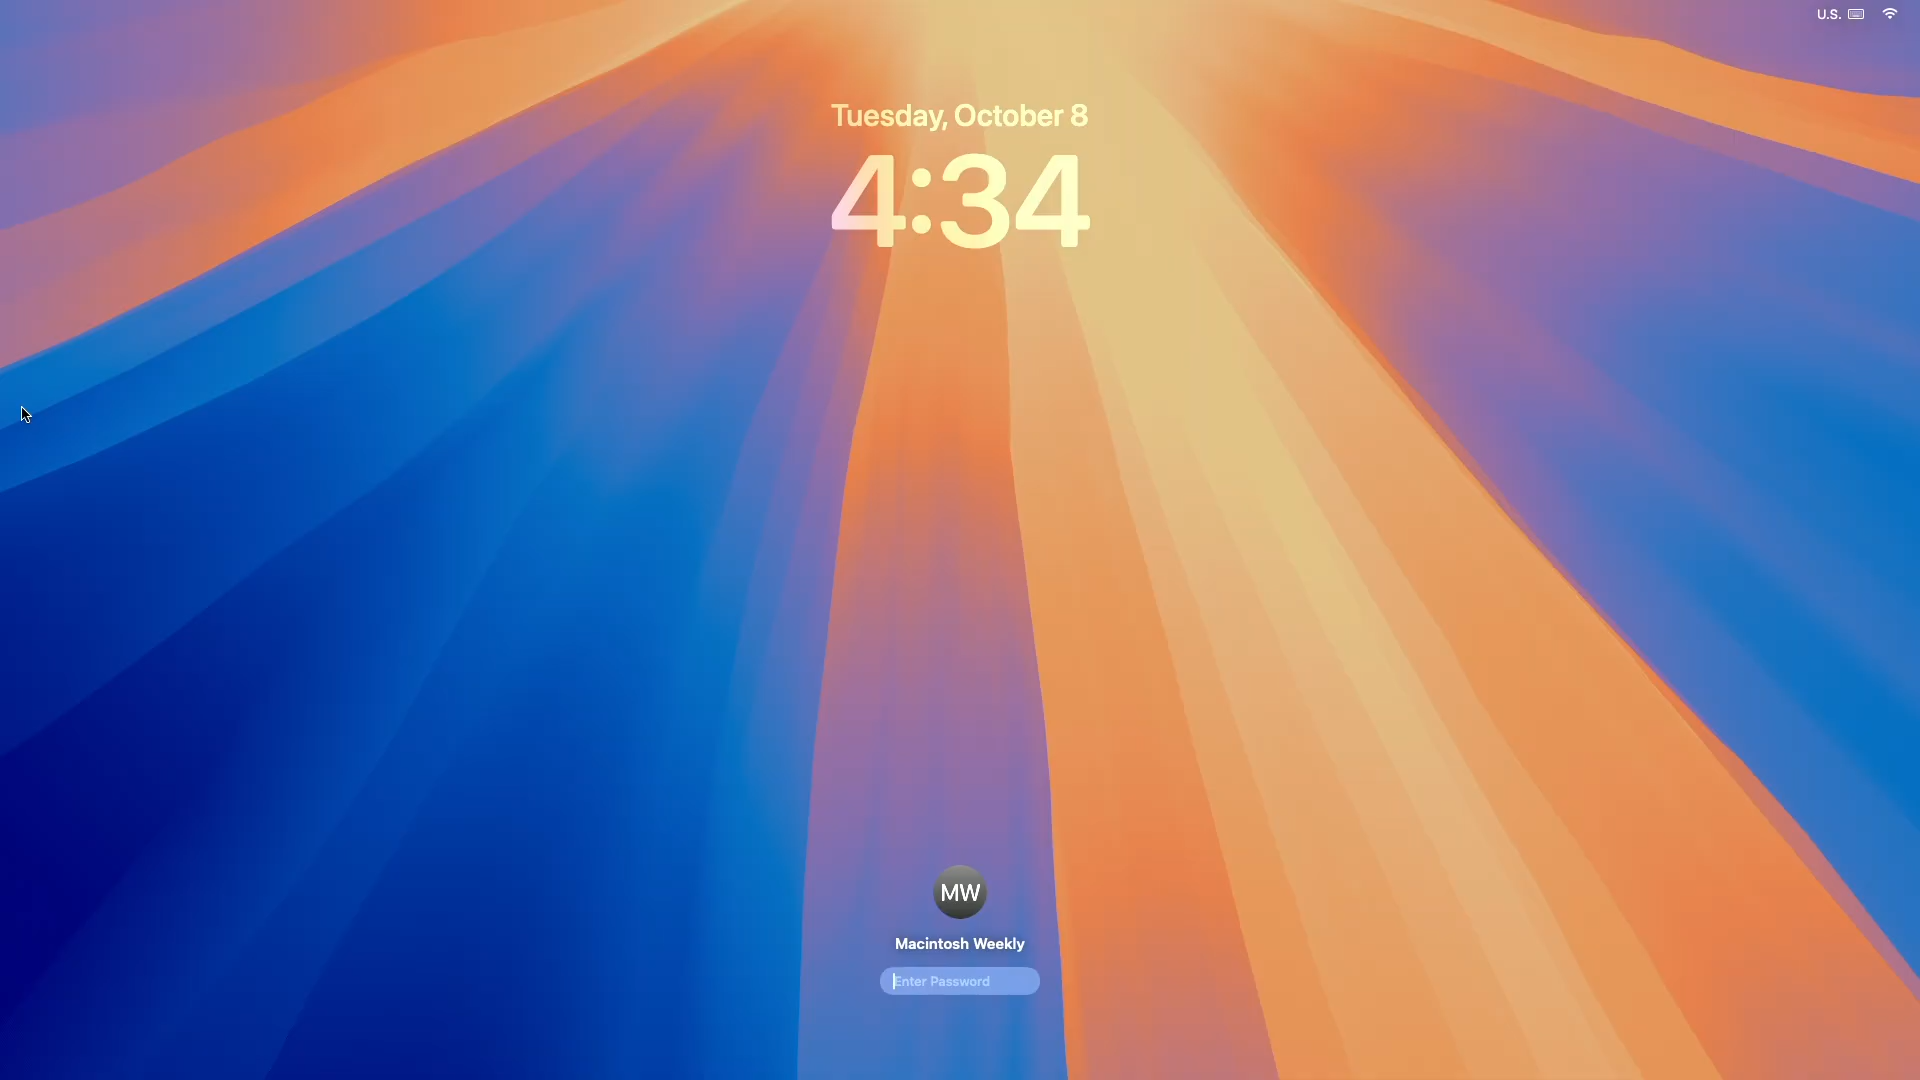 U.S.
Tuesday, October 8
4:34
MW
Macintosh Weekly
Enter Password